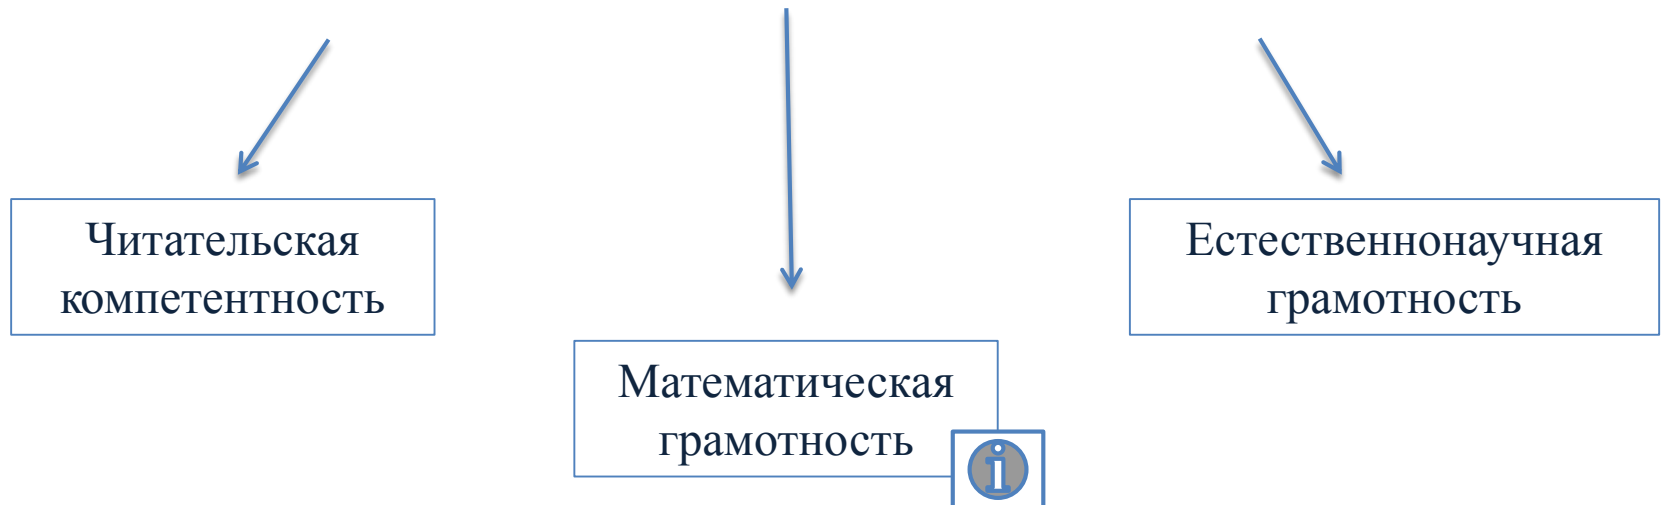 Читательская
компетентность
Естественнонаучная
грамотность
Математическая
грамотность